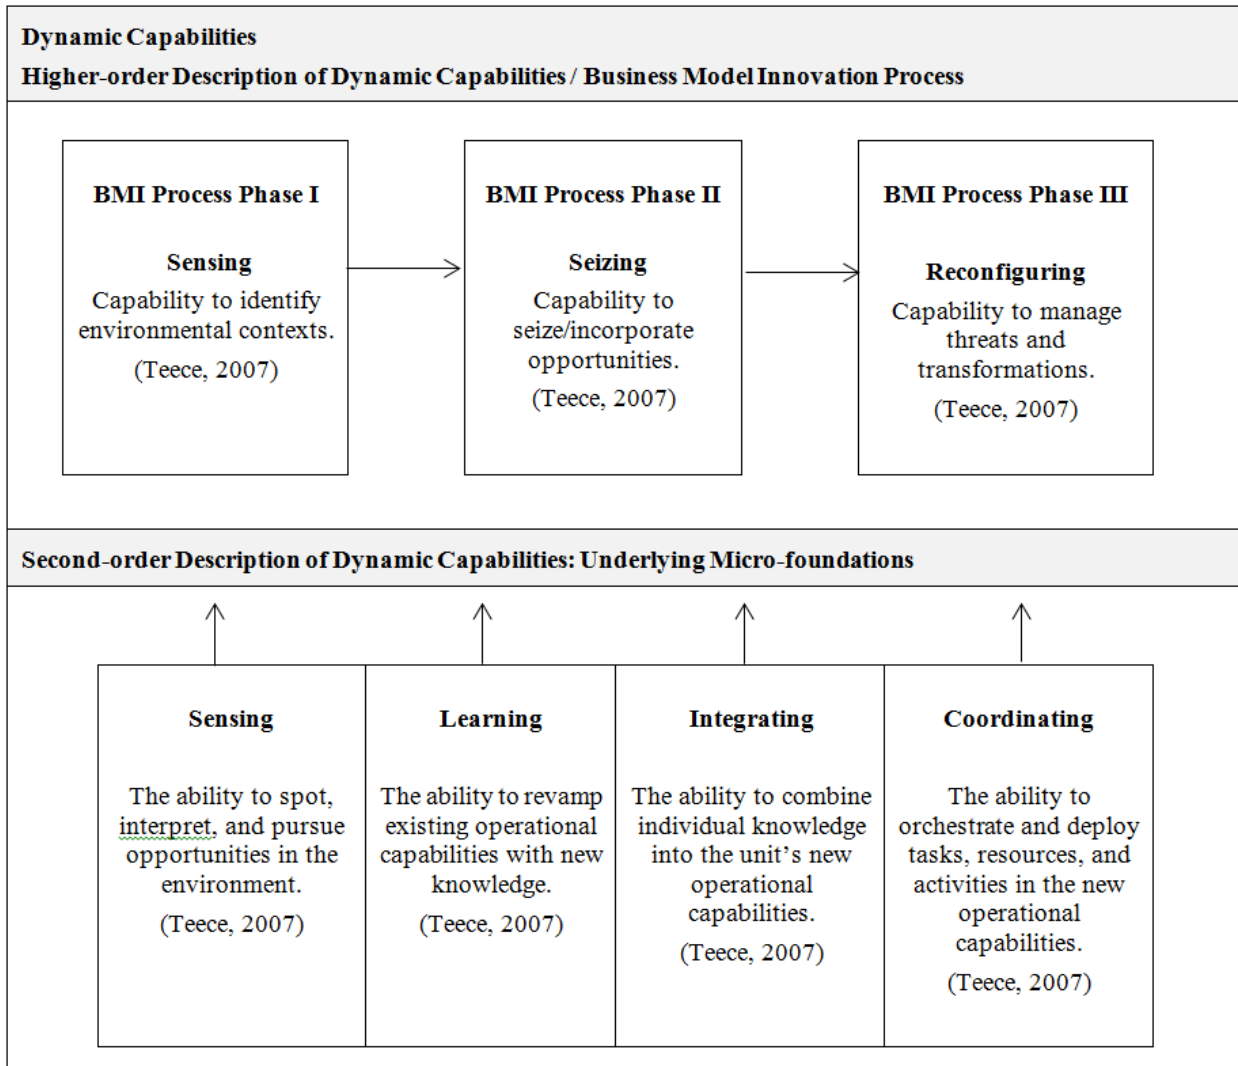 Dynamic Capabilities
Higher-order Description of Dynamic Capabilities / Business Model Innovation Process
BMI Process Phase I
Sensing
Capability to identify
environmental contexts.
(Teece, 2007)
BMI Process Phase II
Seizing
Capability to
seize/incorporate
opportunities.
(Teece, 2007)
BMI Process Phase III
Reconfiguring
Capability to manage
threats and
transformations.
(Teece, 2007)
Second-order Description of Dynamic Capabilities: Underlying Micro-foundations
Sensing
The ability to spot,
interpret, and pursue
opportunities in the
environment.
(Teece, 2007)
Learning
The ability to revamp
existing operational
capabilities with new
knowledge.
(Teece, 2007)
Integrating
The ability to combine
individual knowledge
into the unit’s new
operational
capabilities.
(Teece, 2007)
Coordinating
The ability to
orchestrate and deploy
tasks, resources, and
activities in the new
operational
capabilities.
(Teece, 2007)